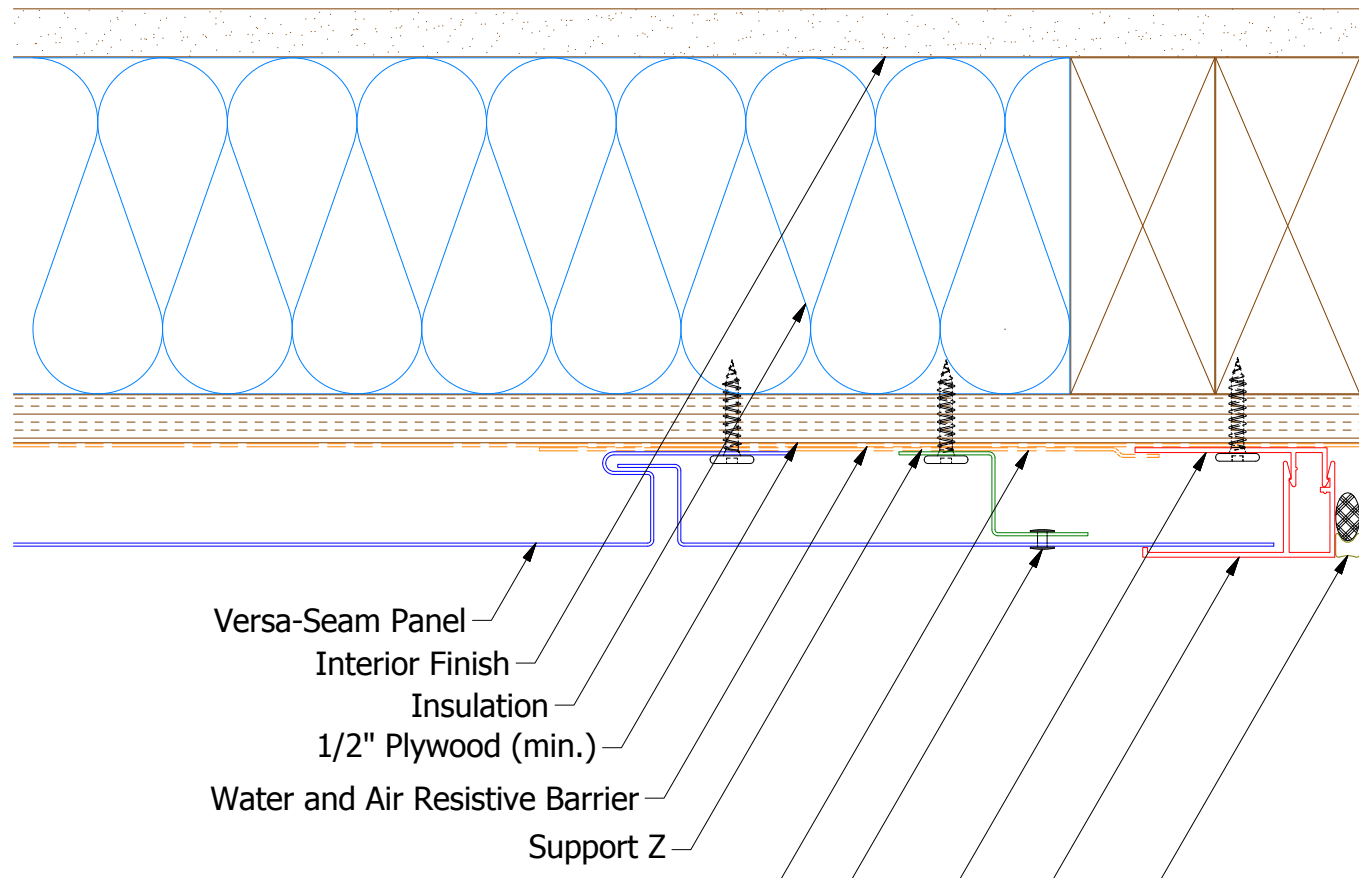 Versa-Seam Panel
Interior Finish
Insulation
1/2" Plywood (min.)
Water and Air Resistive Barrier
Support Z